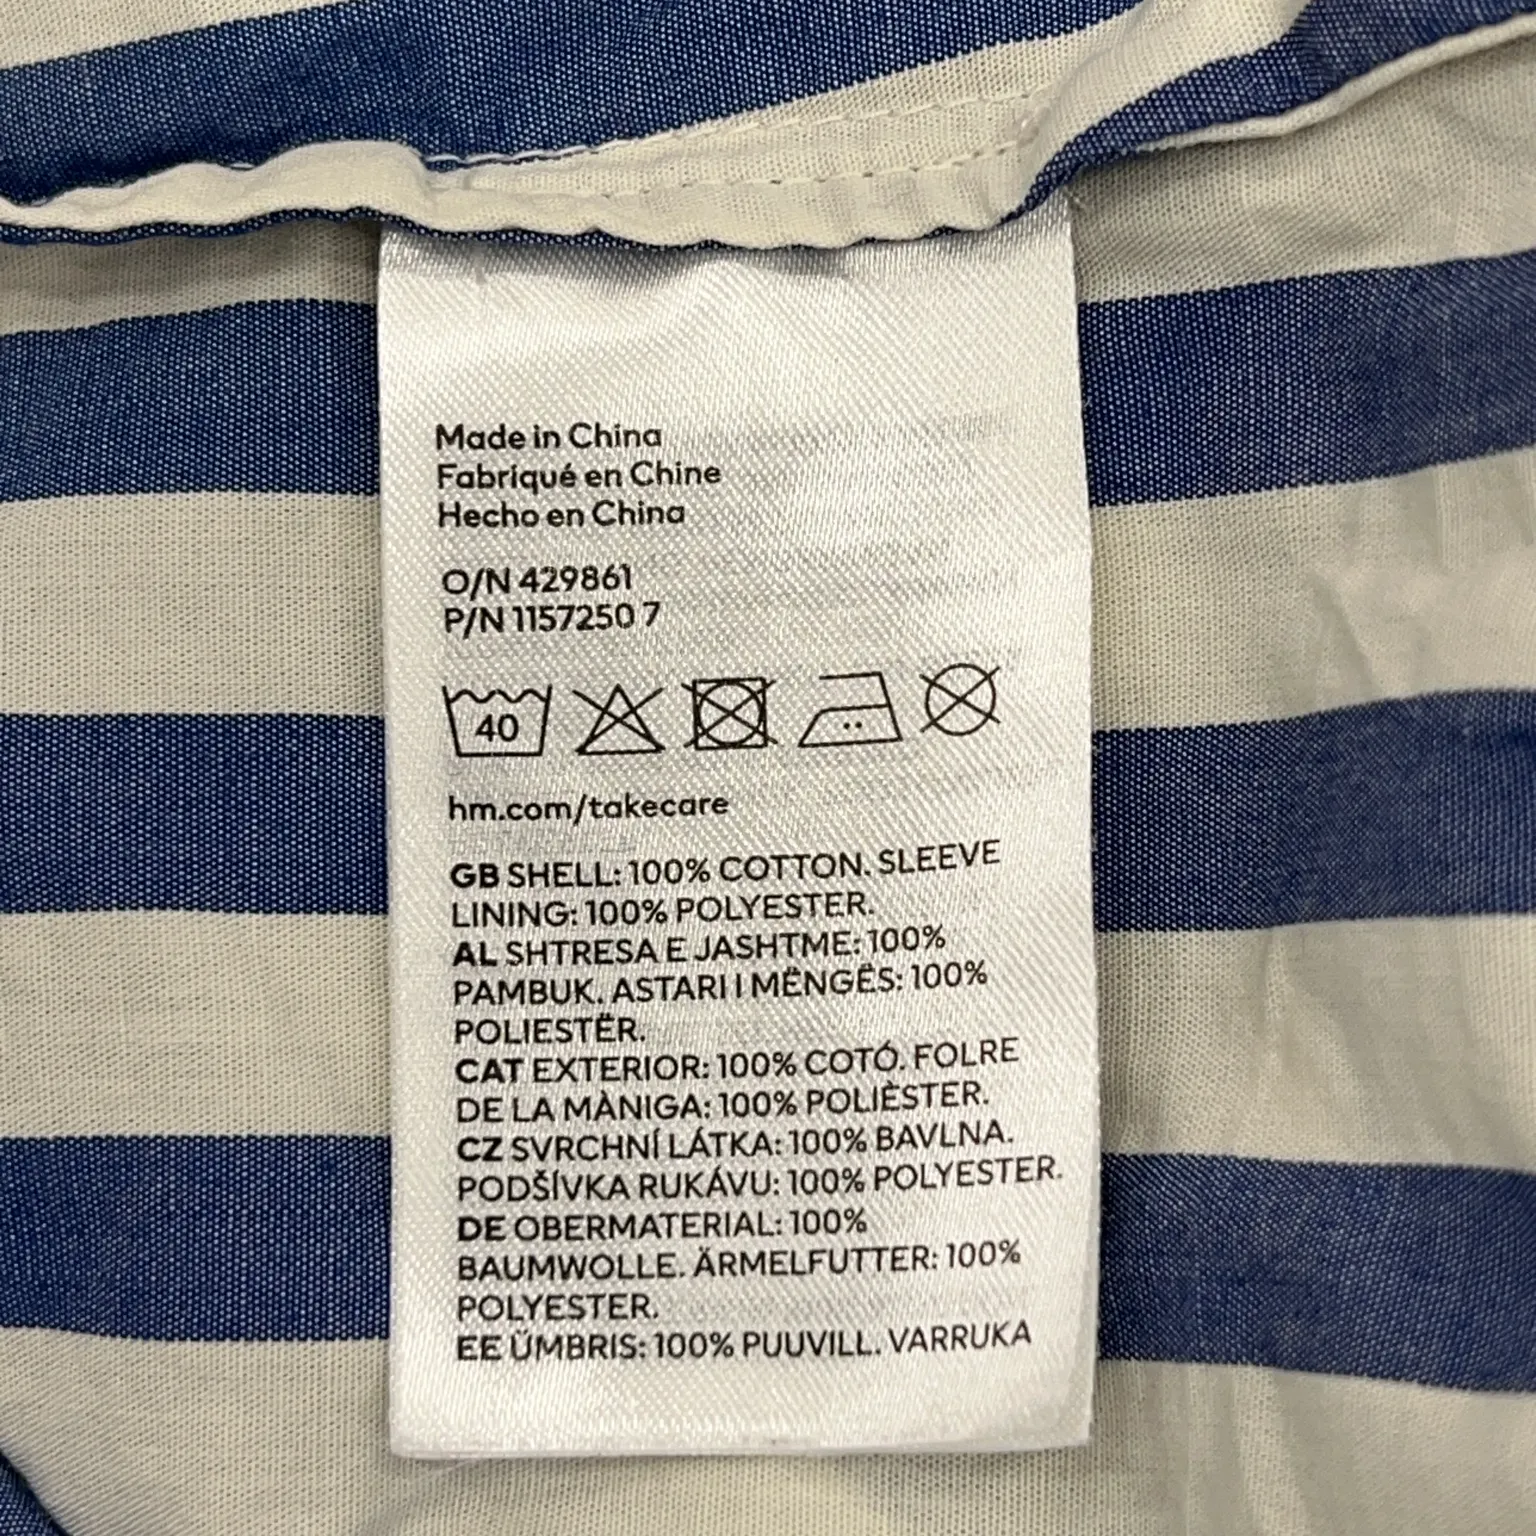 Made in China
Fabriqué en Chine
Hecho en China
O/N 429861
P/N 1157250 7
40
hm.com/takecare
GB SHELL: 100% COTTON. SLEEVE
LINING: 100% POLYESTER.
AL SHTRESA E JASHTME: 100%
PAMBUK. ASTARI I MËNGËS: 100%
POLIESTËR.
CAT EXTERIOR: 100% COTÓ. FOLRE
DE LA MÀNIGA: 100% POLIÈSTER.
CZ SVRCHNÍ LÁTKA: 100% BAVLNA.
PODŠÍVKA RUKÁVU: 100% POLYESTER.
DE OBERMATERIAL: 100%
BAUMWOLLE. ÄRMELFUTTER: 100%
POLYESTER.
EE ÜMBRIS: 100% PUUVILL. VARRUKA